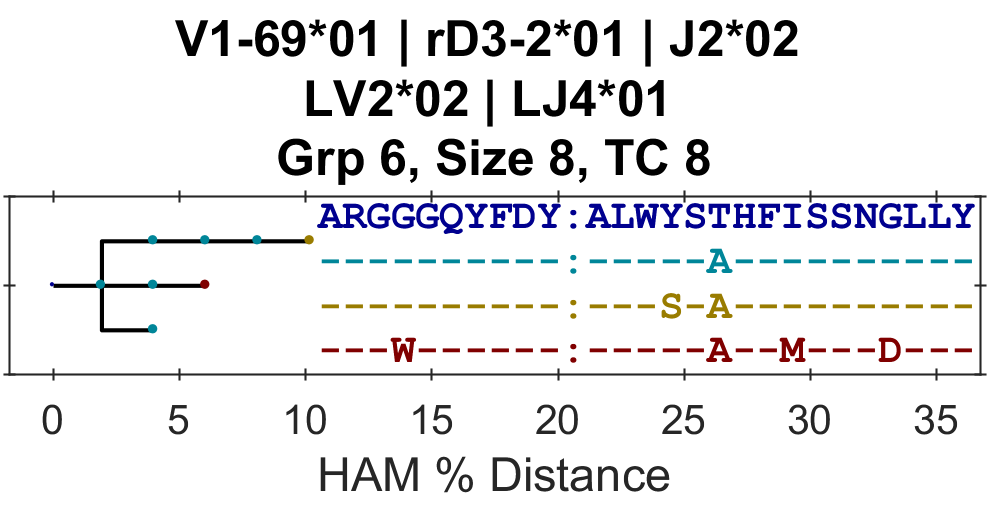 V1-69*01 | rD3-2*01 | J2*02
LV2*02 | LJ4*01
Grp 6, Size 8, TC 8
ARGGGQYFDY:ALWYSTHFISSNGLLY
----------:-----A----------
----------:---S-A----------
---W------:-----A--M---D---
0 5 10 15 20 25 30 35
HAM % Distance